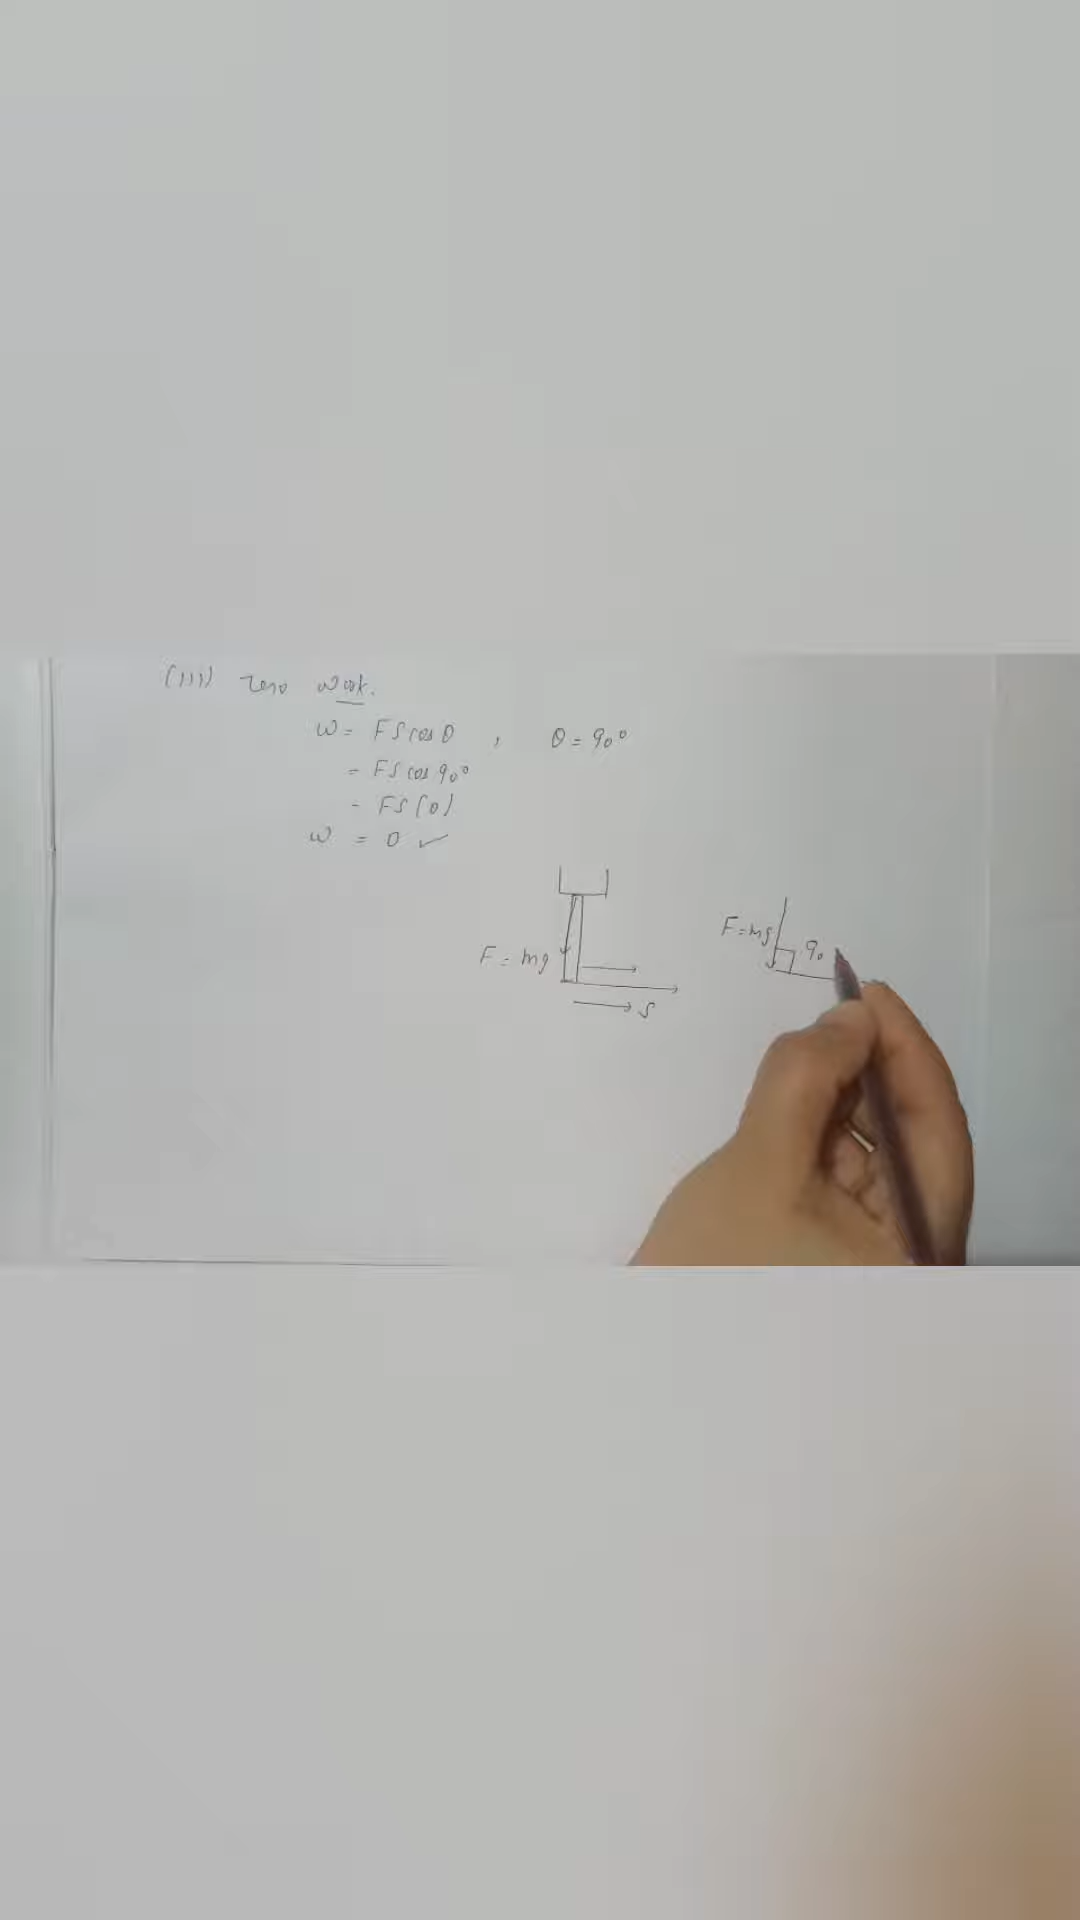 (iii) zero work.
W = FS cos θ , θ = 90°
= FS cos 90°
= FS (0)
W = 0 ✓
F = mg
S
F = mg
90